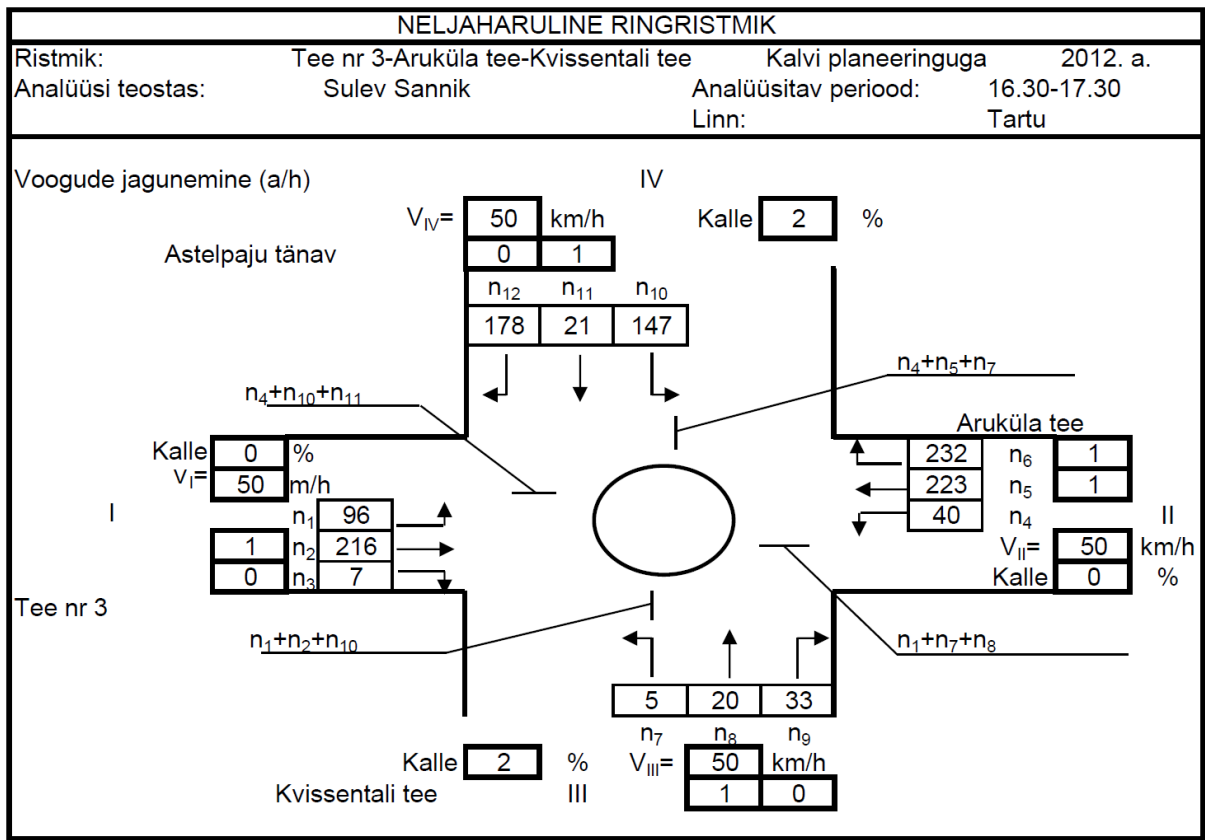 NELJAHARULINE RINGRISTMIK
Ristmik: Tee nr 3-Aruküla tee-Kvissentali tee Kalvi planeeringuga 2012. a.
Analüüsi teostas: Sulev Sannik Analüüsitav periood: 16.30-17.30
Linn: Tartu
Voogude jagunemine (a/h) IV
V_IV= 50 km/h Kalle 2 %
Astelpaju tänav 0 1
n12 n11 n10
178 21 147
n4+n5+n7
n4+n10+n11
Aruküla tee
Kalle 0 % 232 n6 1
V_I= 50 m/h 223 n5 1
I n1 96 40 n4 II
1 n2 216 V_II= 50 km/h
0 n3 7 Kalle 0 %
Tee nr 3
n1+n2+n10 n1+n7+n8
5 20 33
n7 n8 n9
Kalle 2 % V_III= 50 km/h
Kvissentali tee III 1 0